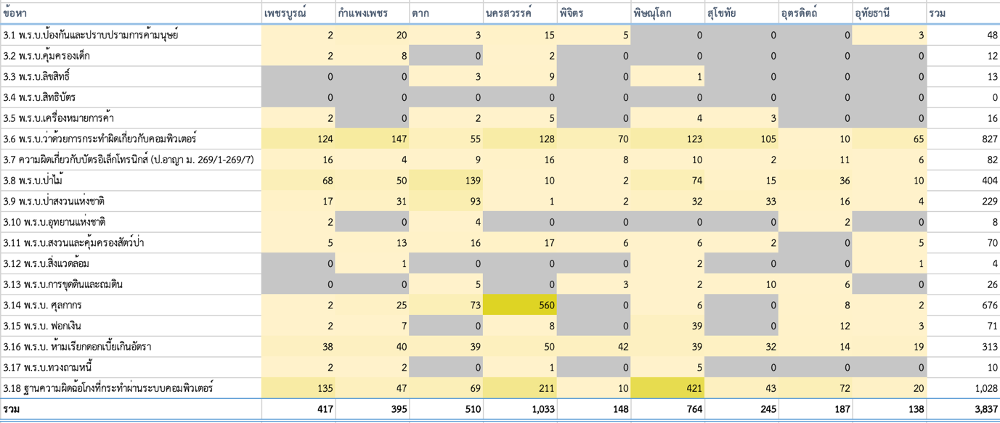 ข้อหา เพชรบูรณ์ กำแพงเพชร ตาก นครสวรรค์ พิจิตร พิษณุโลก สุโขทัย อุตรดิตถ์ อุทัยธานี รวม
3.1 พ.ร.บ.ป้องกันและปราบปรามการค้ามนุษย์ 2 20 3 15 5 0 0 0 3 48
3.2 พ.ร.บ.คุ้มครองเด็ก 2 8 0 2 0 0 0 0 0 12
3.3 พ.ร.บ.ลิขสิทธิ์ 0 0 3 9 0 1 0 0 0 13
3.4 พ.ร.บ.สิทธิบัตร 0 0 0 0 0 0 0 0 0 0
3.5 พ.ร.บ.เครื่องหมายการค้า 2 0 2 5 0 4 3 0 0 16
3.6 พ.ร.บ.ว่าด้วยการกระทำผิดเกี่ยวกับคอมพิวเตอร์ 124 147 55 128 70 123 105 10 65 827
3.7 ความผิดเกี่ยวกับบัตรอิเล็กโทรนิกส์ (ป.อาญา ม. 269/1-269/7) 16 4 9 16 8 10 2 11 6 82
3.8 พ.ร.บ.ป่าไม้ 68 50 139 10 2 74 15 36 10 404
3.9 พ.ร.บ.ป่าสงวนแห่งชาติ 17 31 93 1 2 32 33 16 4 229
3.10 พ.ร.บ.อุทยานแห่งชาติ 2 0 4 0 0 0 0 2 0 8
3.11 พ.ร.บ.สงวนและคุ้มครองสัตว์ป่า 5 13 16 17 6 6 2 0 5 70
3.12 พ.ร.บ.สิ่งแวดล้อม 0 1 0 0 0 2 0 0 1 4
3.13 พ.ร.บ.การขุดดินและถมดิน 0 0 5 0 3 2 10 6 0 26
3.14 พ.ร.บ. ศุลกากร 2 25 73 560 0 6 0 8 2 676
3.15 พ.ร.บ. ฟอกเงิน 2 7 0 8 0 39 0 12 3 71
3.16 พ.ร.บ. ห้ามเรียกดอกเบี้ยเกินอัตรา 38 40 39 50 42 39 32 14 19 313
3.17 พ.ร.บ.ทวงถามหนี้ 2 2 0 1 0 5 0 0 0 10
3.18 ฐานความผิดฉ้อโกงที่กระทำผ่านระบบคอมพิวเตอร์ 135 47 69 211 10 421 43 72 20 1,028
รวม 417 395 510 1,033 148 764 245 187 138 3,837